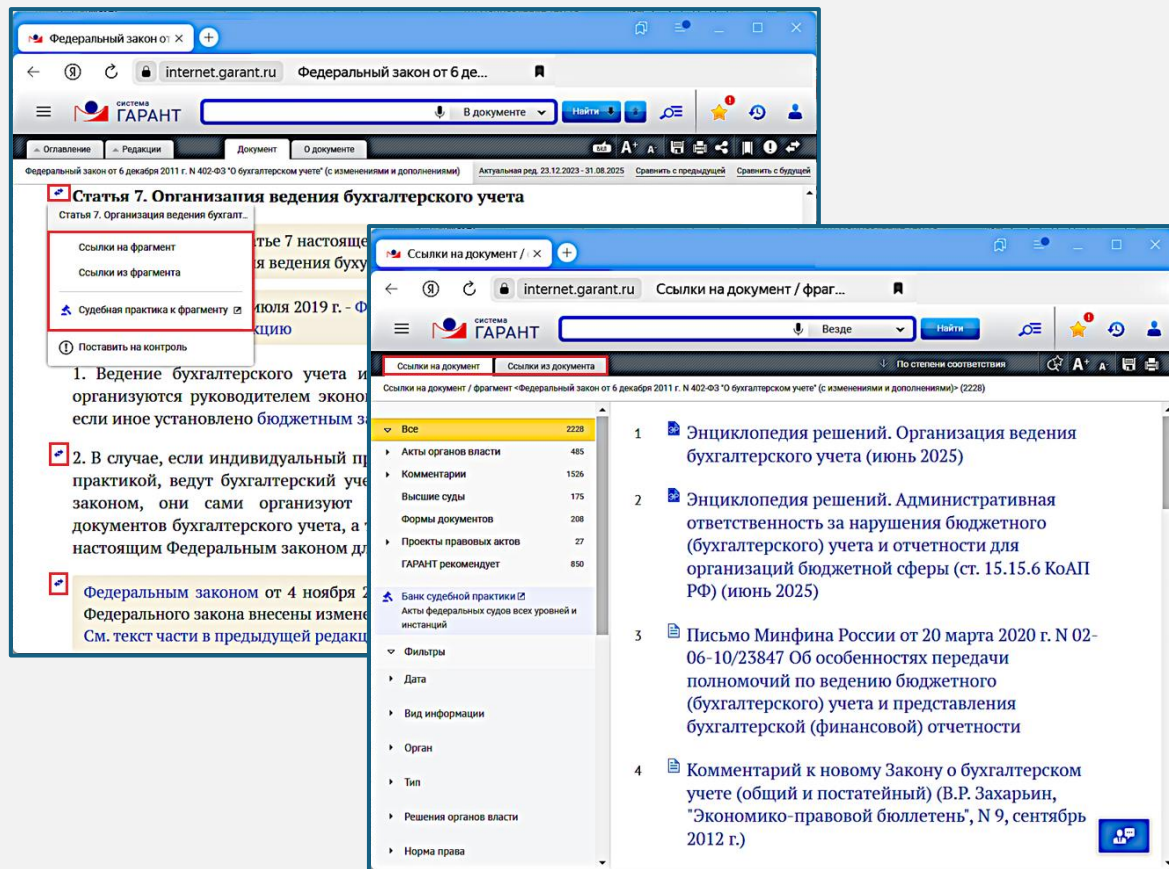 Федеральный закон от
internet.garant.ru Федеральный закон от 6 де...
система
ГАРАНТ
В документе
Найти
Оглавление
Редакции
Документ
О документе
A+ A-
Федеральный закон от 6 декабря 2011 г. N 402-ФЗ "О бухгалтерском учете" (с изменениями и дополнениями)
Актуальная ред. 23.12.2023 - 31.08.2025
Сравнить с предыдущей
Сравнить с будущей
Статья 7. Организация ведения бухгалтерского учета
Статья 7. Организация ведения бухгалт...
Ссылки на фрагмент
Ссылки из фрагмента
Судебная практика к фрагменту
Поставить на контроль
тье 7 настояще
я ведения буху
июля 2019 г. - Ф
кцию
1. Ведение бухгалтерского учета и
организуются руководителем эконо
если иное установлено бюджетным за
2. В случае, если индивидуальный пр
практикой, ведут бухгалтерский уче
законом, они сами организуют
документов бухгалтерского учета, а т
настоящим Федеральным законом дл
Федеральным законом от 4 ноября 2
Федерального закона внесены измене
См. текст части в предыдущей редакц
Ссылки на документ / (
internet.garant.ru Ссылки на документ / фраг...
система
ГАРАНТ
Везде
Найти
Ссылки на документ
Ссылки из документа
По степени соответствия
A+ A-
Ссылки на документ / фрагмент <Федеральный закон от 6 декабря 2011 г. N 402-ФЗ "О бухгалтерском учете" (с изменениями и дополнениями)> (2228)
Все 2228
Акты органов власти 485
Комментарии 1526
Высшие суды 175
Формы документов 208
Проекты правовых актов 27
ГАРАНТ рекомендует 850
Банк судебной практики
Акты федеральных судов всех уровней и
инстанций
Фильтры
Дата
Вид информации
Орган
Тип
Решения органов власти
Норма права
1 Энциклопедия решений. Организация ведения
бухгалтерского учета (июнь 2025)
2 Энциклопедия решений. Административная
ответственность за нарушения бюджетного
(бухгалтерского) учета и отчетности для
организаций бюджетной сферы (ст. 15.15.6 КоАП
РФ) (июнь 2025)
3 Письмо Минфина России от 20 марта 2020 г. N 02-
06-10/23847 Об особенностях передачи
полномочий по ведению бюджетного
(бухгалтерского) учета и представления
бухгалтерской (финансовой) отчетности
4 Комментарий к новому Закону о бухгалтерском
учете (общий и постатейный) (В.Р. Захарьин,
"Экономико-правовой бюллетень", N 9, сентябрь
2012 г.)